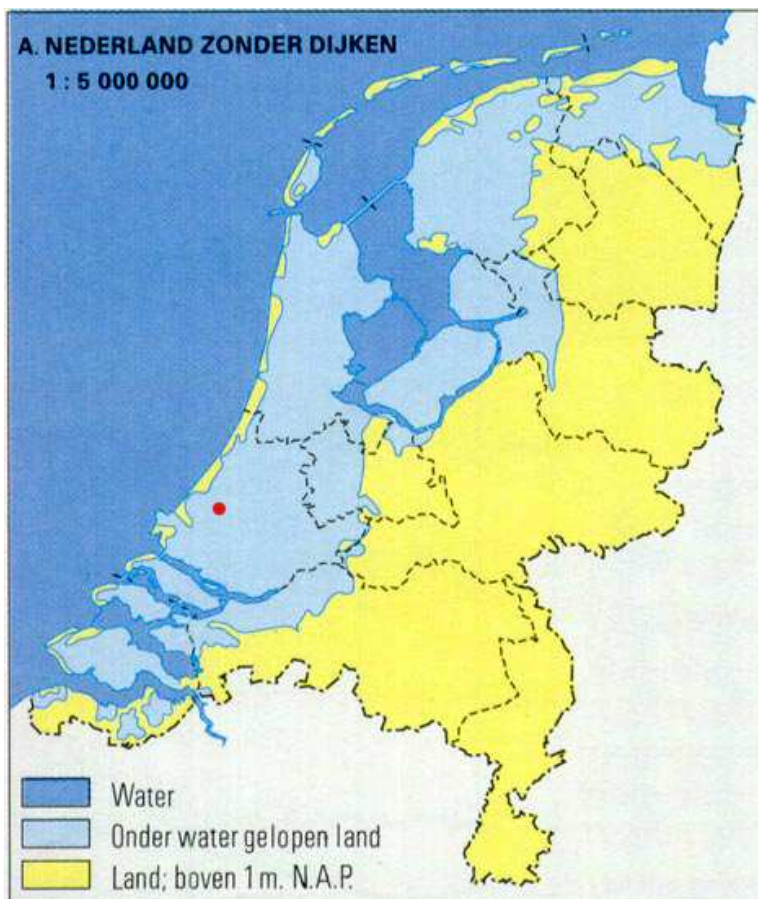 A. NEDERLAND ZONDER DIJKEN
1 : 5 000 000
Water
Onder water gelopen land
Land; boven 1 m. N.A.P.